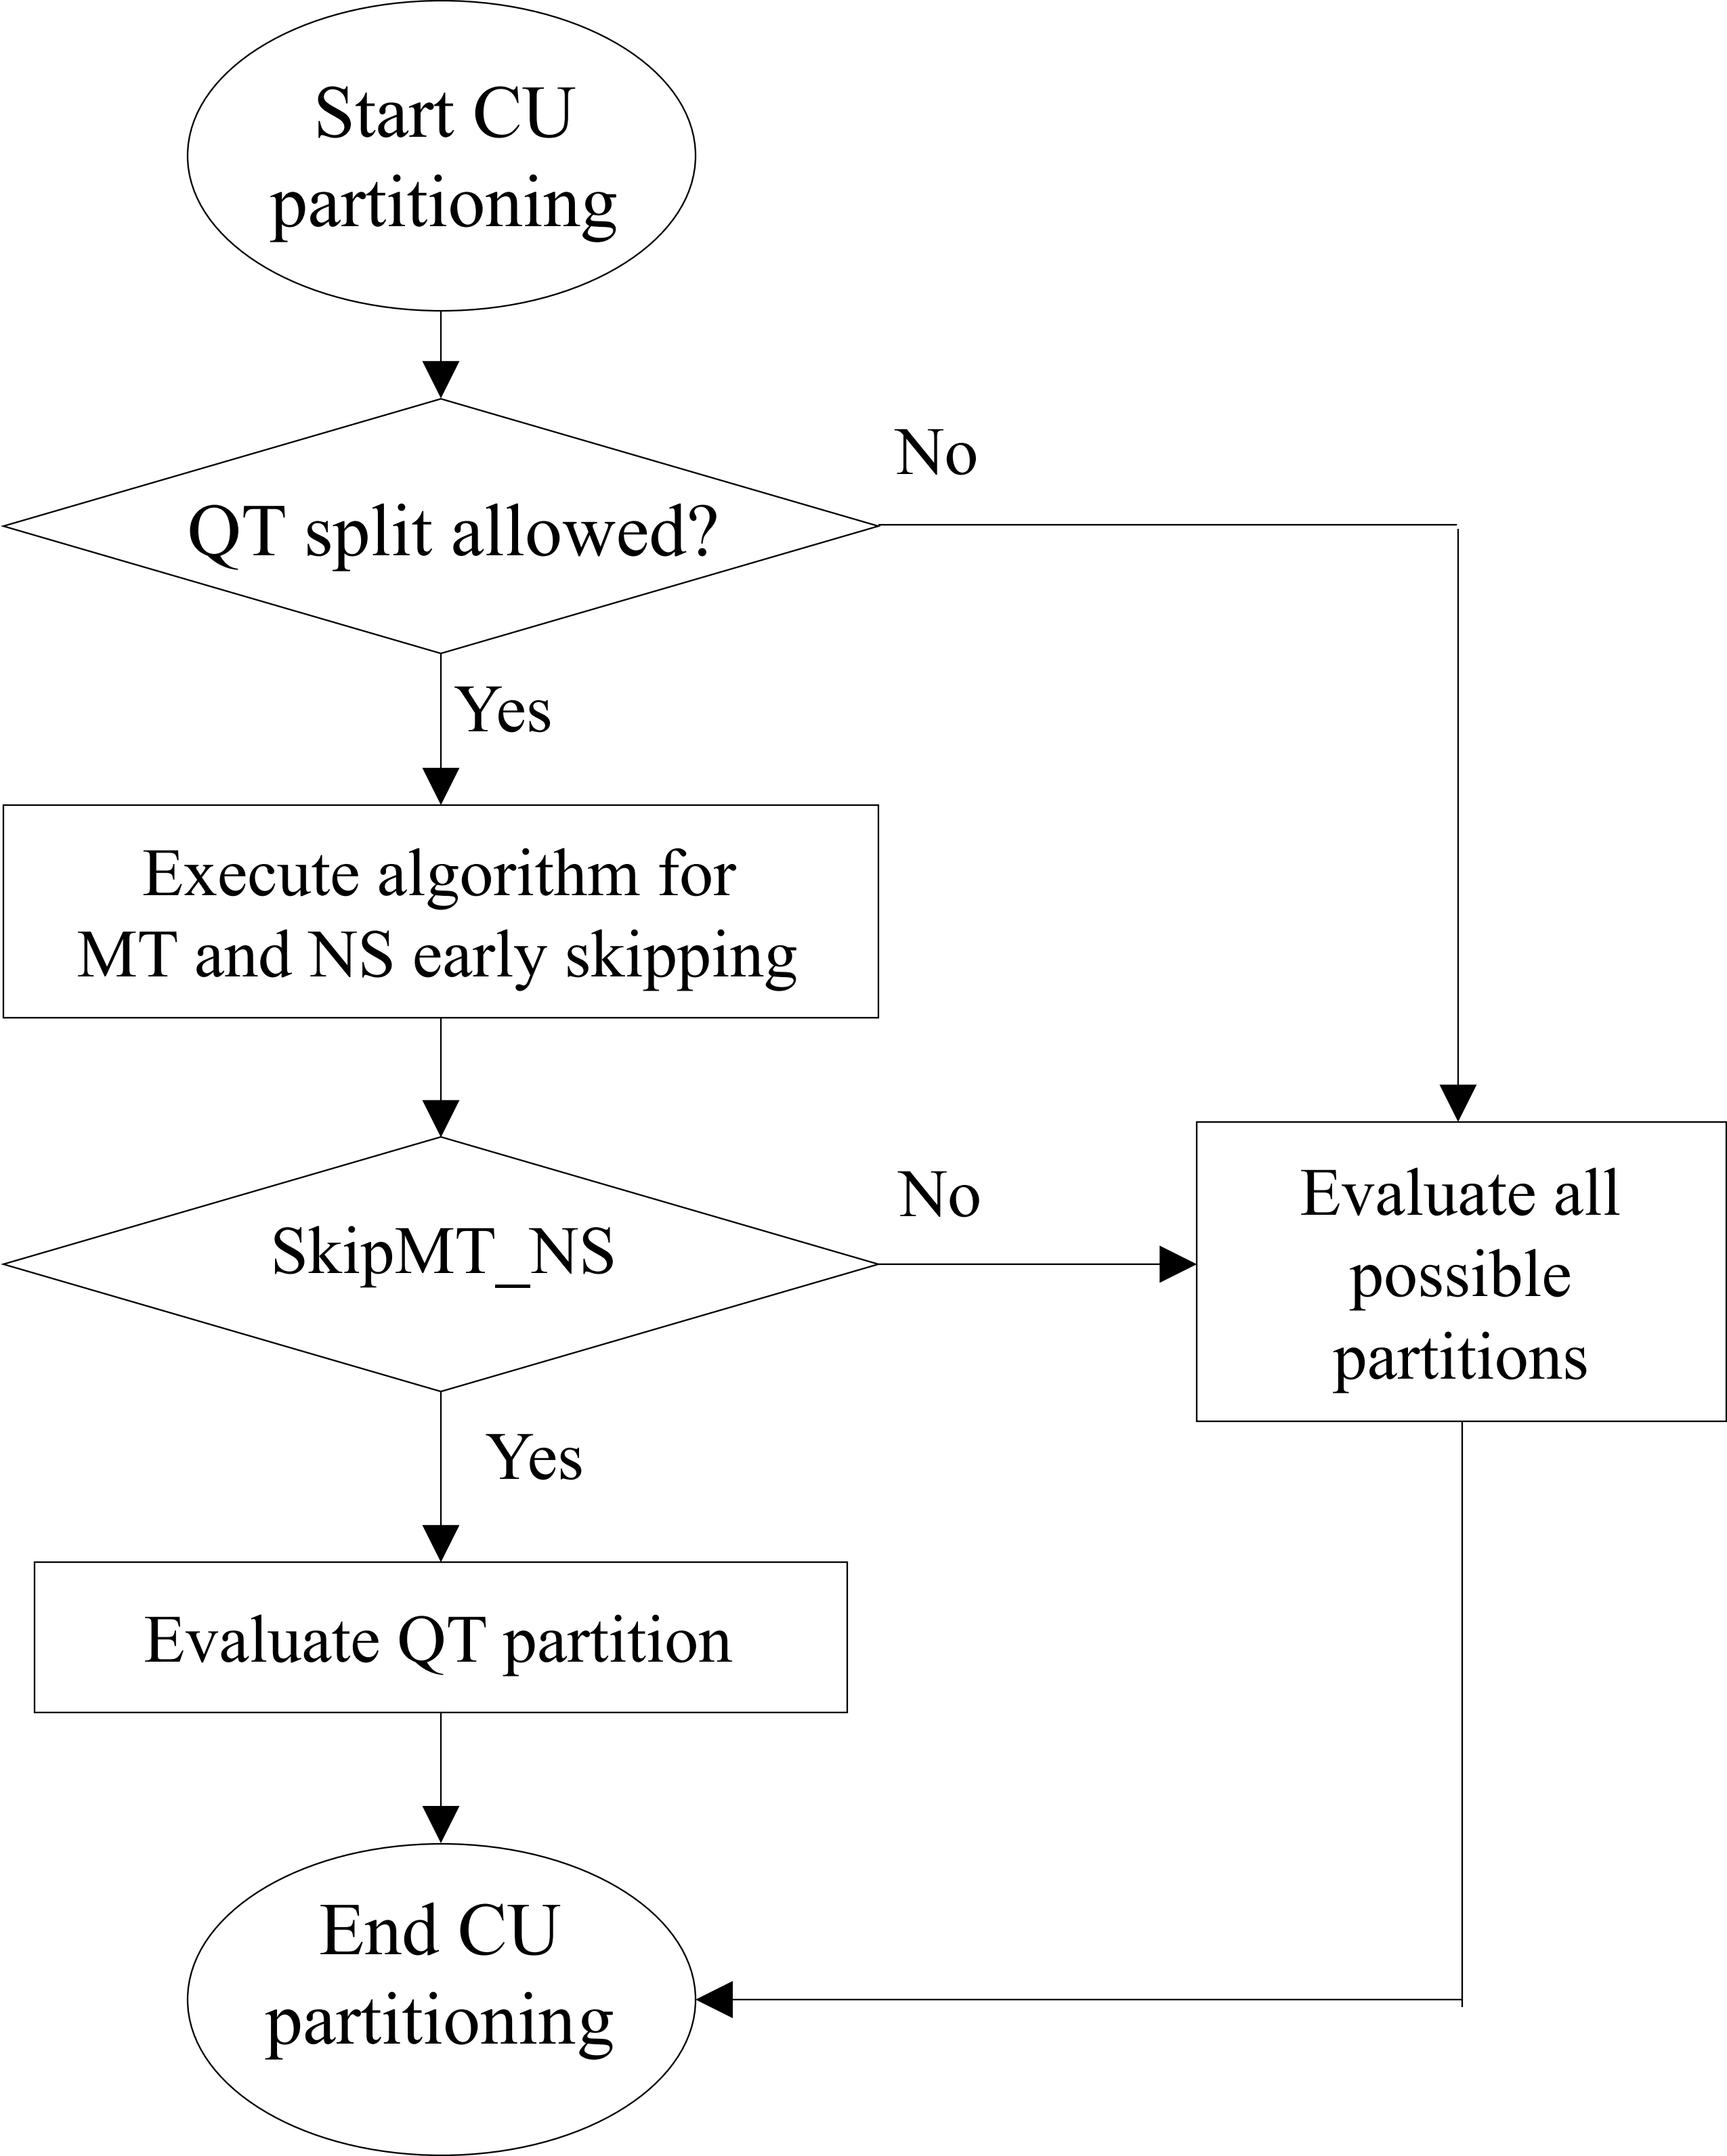 Start CU
partitioning
No
QT split allowed?
Yes
Execute algorithm for
MT and NS early skipping
No
SkipMT_NS
Evaluate all
possible
partitions
Yes
Evaluate QT partition
End CU
partitioning